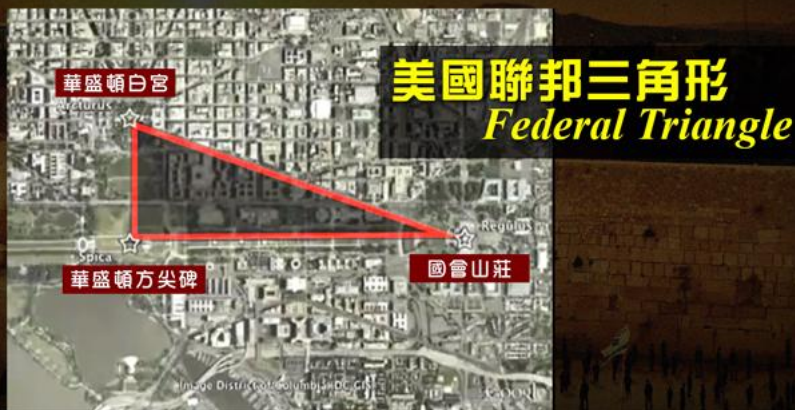 美國聯邦三角形
Federal Triangle
華盛頓白宮
Arcturus
Regulus
Spica
華盛頓方尖碑
國會山莊
Image District of Columbia (DC GIS)